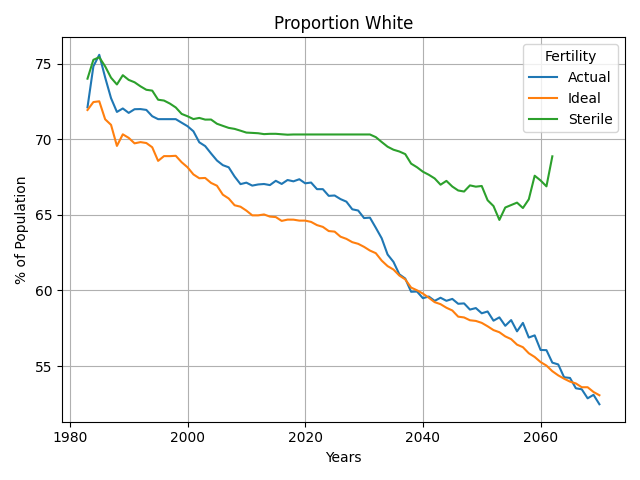 Proportion White
Fertility
Actual
Ideal
Sterile
% of Population
75
70
65
60
55
1980
2000
2020
2040
2060
Years